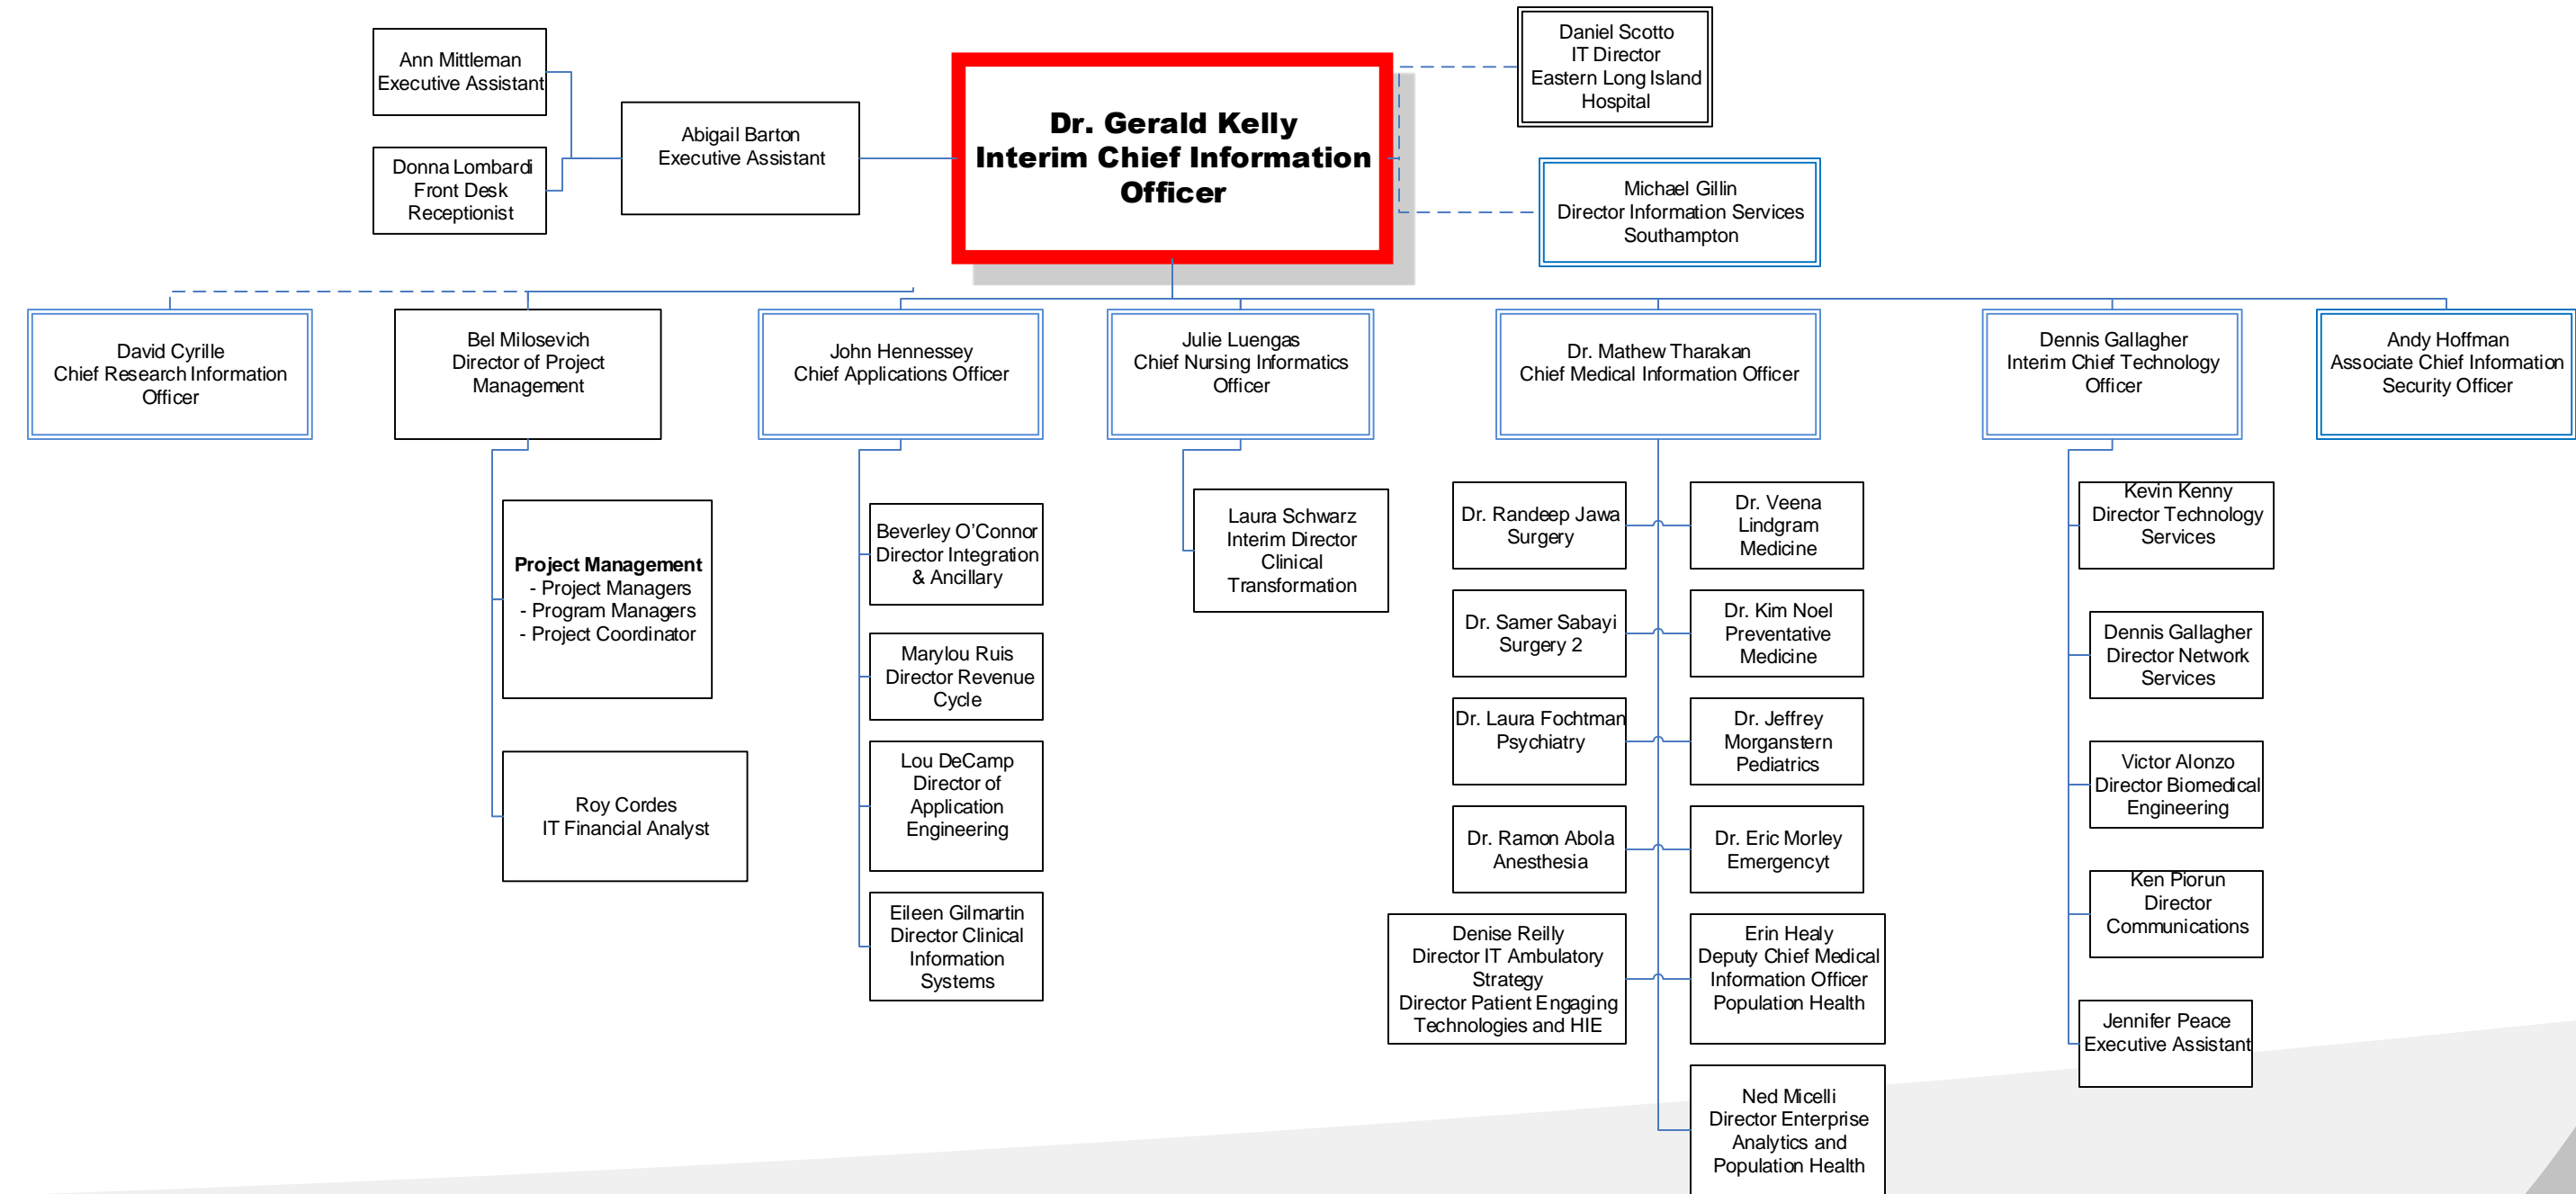 Ann Mittleman
Executive Assistant
Donna Lombardi
Front Desk
Receptionist
Abigail Barton
Executive Assistant
Dr. Gerald Kelly
Interim Chief Information
Officer
Daniel Scotto
IT Director
Eastern Long Island
Hospital
Michael Gillin
Director Information Services
Southampton
David Cyrille
Chief Research Information
Officer
Bel Milosevich
Director of Project
Management
John Hennessey
Chief Applications Officer
Julie Luengas
Chief Nursing Informatics
Officer
Dr. Mathew Tharakan
Chief Medical Information Officer
Dennis Gallagher
Interim Chief Technology
Officer
Andy Hoffman
Associate Chief Information
Security Officer
Project Management
- Project Managers
- Program Managers
- Project Coordinator
Roy Cordes
IT Financial Analyst
Beverley O’Connor
Director Integration
& Ancillary
Marylou Ruis
Director Revenue
Cycle
Lou DeCamp
Director of
Application
Engineering
Eileen Gilmartin
Director Clinical
Information
Systems
Laura Schwarz
Interim Director
Clinical
Transformation
Dr. Randeep Jawa
Surgery
Dr. Veena
Lindgram
Medicine
Dr. Samer Sabayi
Surgery 2
Dr. Kim Noel
Preventative
Medicine
Dr. Laura Fochtman
Psychiatry
Dr. Jeffrey
Morganstern
Pediatrics
Dr. Ramon Abola
Anesthesia
Dr. Eric Morley
Emergencyt
Denise Reilly
Director IT Ambulatory
Strategy
Director Patient Engaging
Technologies and HIE
Erin Healy
Deputy Chief Medical
Information Officer
Population Health
Ned Micelli
Director Enterprise
Analytics and
Population Health
Kevin Kenny
Director Technology
Services
Dennis Gallagher
Director Network
Services
Victor Alonzo
Director Biomedical
Engineering
Ken Piorun
Director
Communications
Jennifer Peace
Executive Assistant